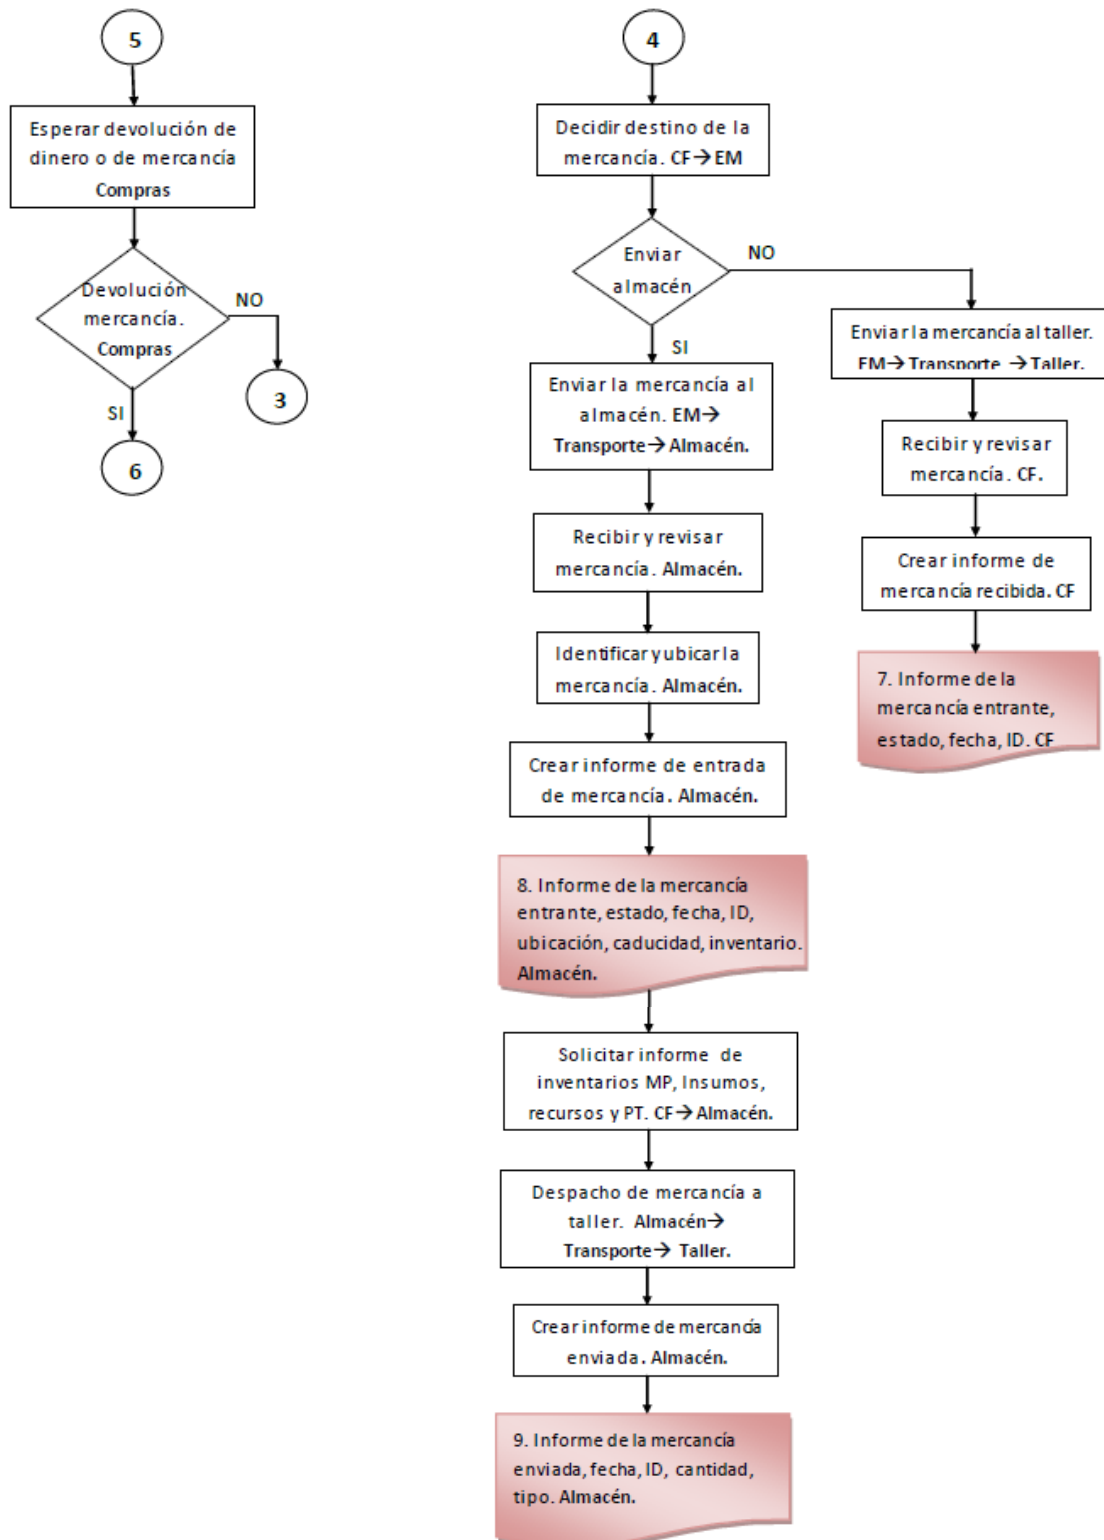 5
Esperar devolución de
dinero o de mercancía
Compras
Devolución
mercancía.
Compras
NO
3
SI
6
4
Decidir destino de la
mercancía. CF→EM
Enviar
almacén
NO
SI
Enviar la mercancía al
almacén. EM→
Transporte→Almacén.
Recibir y revisar
mercancía. Almacén.
Identificar y ubicar la
mercancía. Almacén.
Crear informe de entrada
de mercancía. Almacén.
8. Informe de la mercancía
entrante, estado, fecha, ID,
ubicación, caducidad, inventario.
Almacén.
Solicitar informe de
inventarios MP, Insumos,
recursos y PT. CF→Almacén.
Despacho de mercancía a
taller. Almacén→
Transporte→ Taller.
Crear informe de mercancía
enviada. Almacén.
9. Informe de la mercancía
enviada, fecha, ID, cantidad,
tipo. Almacén.
Enviar la mercancía al taller.
EM→Transporte →Taller.
Recibir y revisar
mercancía. CF.
Crear informe de
mercancía recibida. CF
7. Informe de la
mercancía entrante,
estado, fecha, ID. CF